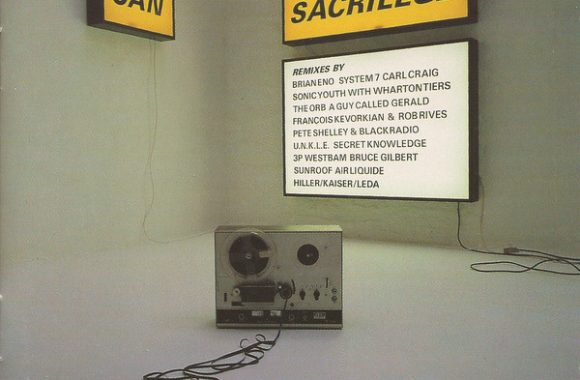 CAN
SACRILEGE
REMIXES BY
BRIAN ENO SYSTEM 7 CARL CRAIG
SONIC YOUTH WITH WHARTON TIERS
THE ORB A GUY CALLED GERALD
FRANCOIS KEVORKIAN & ROB RIVES
PETE SHELLEY & BLACK RADIO
U.N.K.L.E. SECRET KNOWLEDGE
3P WESTBAM BRUCE GILBERT
SUNROOF AIR LIQUIDE
HILLER/KAISER/LEDA